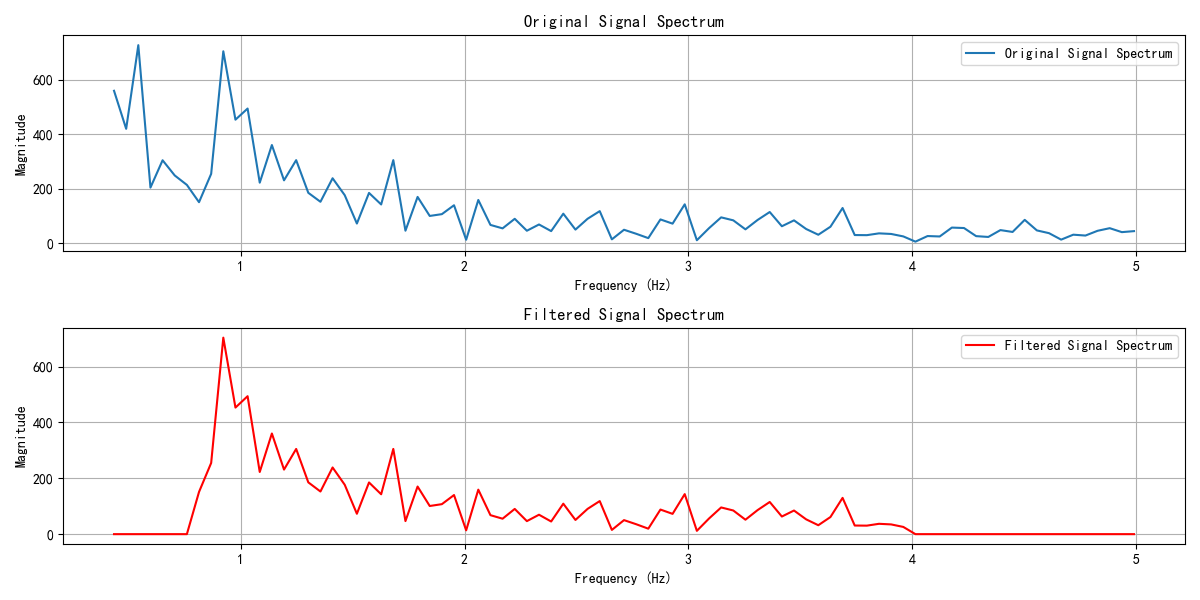 Original Signal Spectrum
Original Signal Spectrum
Magnitude
600
400
200
0
1
2
3
4
5
Frequency (Hz)
Filtered Signal Spectrum
Filtered Signal Spectrum
Magnitude
600
400
200
0
1
2
3
4
5
Frequency (Hz)